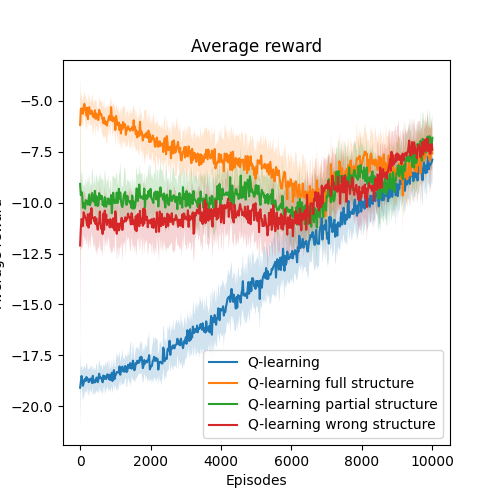 Average reward
−5.0
−7.5
−10.0
−12.5
−15.0
−17.5
−20.0
0
2000
4000
6000
8000
10000
Episodes
Q-learning
Q-learning full structure
Q-learning partial structure
Q-learning wrong structure